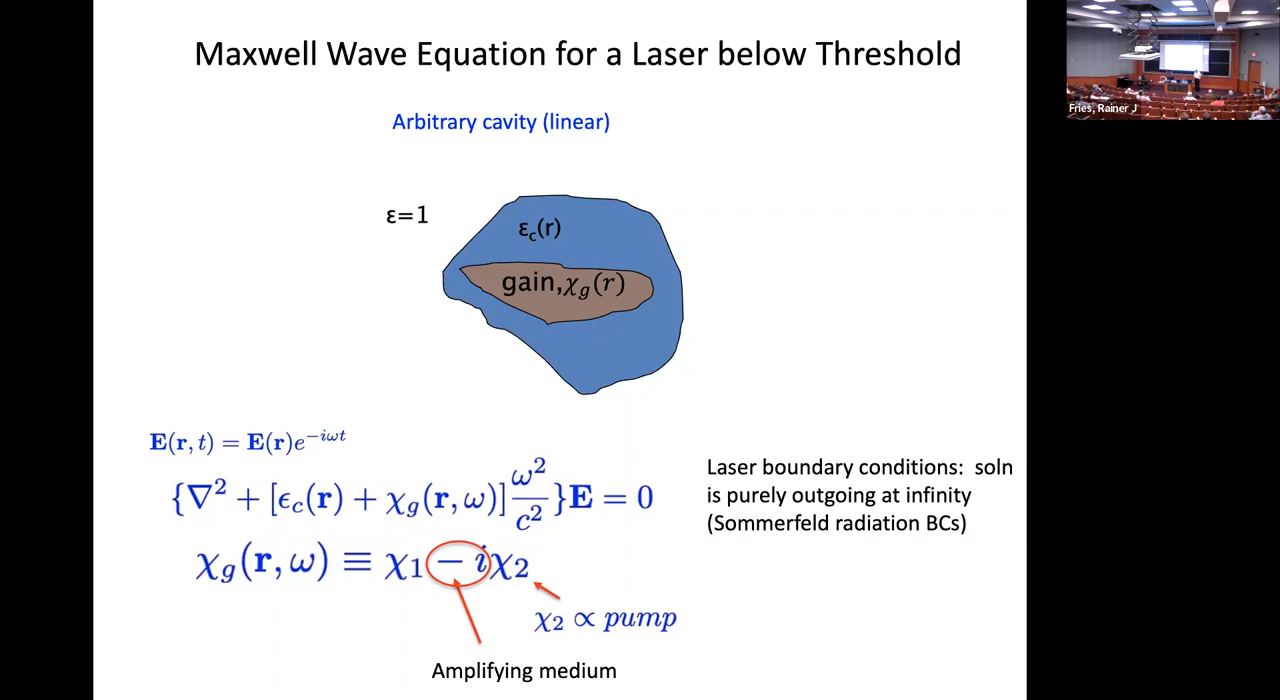 Maxwell Wave Equation for a Laser below Threshold
Fries, Rainer J
Arbitrary cavity (linear)
ε=1
ε_c(r)
gain,χ_g(r)
E(r, t) = E(r)e^{−iωt}
{∇² + [ϵ_c(r) + χ_g(r, ω)] ω²/c²}E = 0
χ_g(r, ω) ≡ χ₁ − iχ₂
χ₂ ∝ pump
Amplifying medium
Laser boundary conditions:  soln
is purely outgoing at infinity
(Sommerfeld radiation BCs)